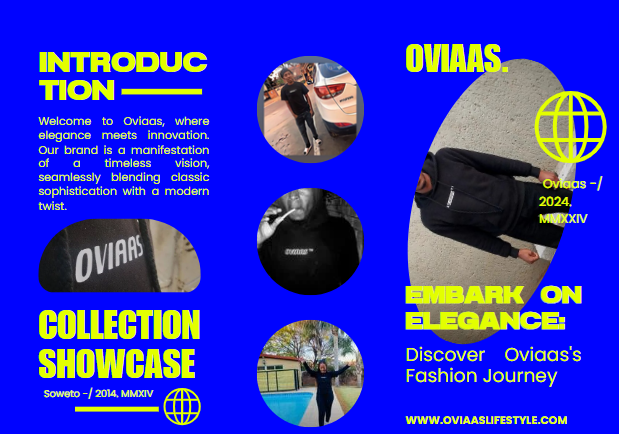 INTRODUC
TION
Welcome to Oviaas, where
elegance meets innovation.
Our brand is a manifestation
of a timeless vision,
seamlessly blending classic
sophistication with a modern
twist.
OVIAAS
COLLECTION
SHOWCASE
Soweto -/ 2014. MMXIV
OVIAAS
OVIAAS.
Oviaas -/
2024.
MMXXIV
EMBARK ON
ELEGANCE:
Discover Oviaas's
Fashion Journey
WWW.OVIAASLIFESTYLE.COM